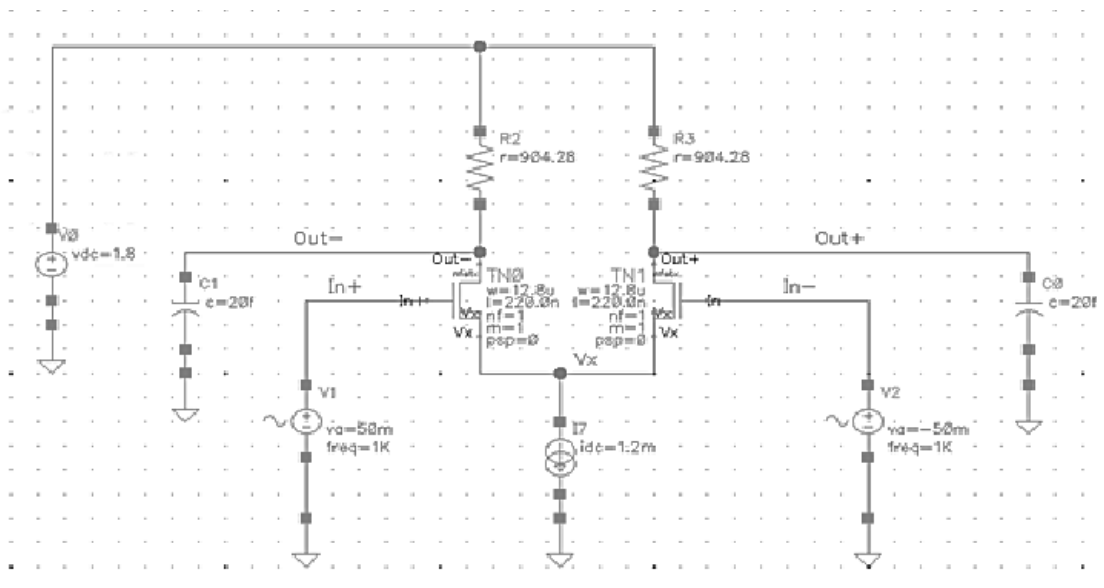 R2
r=904.28
R3
r=904.28
V0
vdc=1.8
Out-
Out+
Out-
Out+
C1
c=20f
In+
In+
TN0
w=12.8u
l=220.0n
nf=1
m=1
psp=0
Vx
Vx
TN1
w=12.8u
l=220.0n
nf=1
m=1
psp=0
Vx
Vx
In
In-
C0
c=20f
Vx
V1
va=50m
freq=1K
I7
idc=1.2m
V2
va=-50m
freq=1K